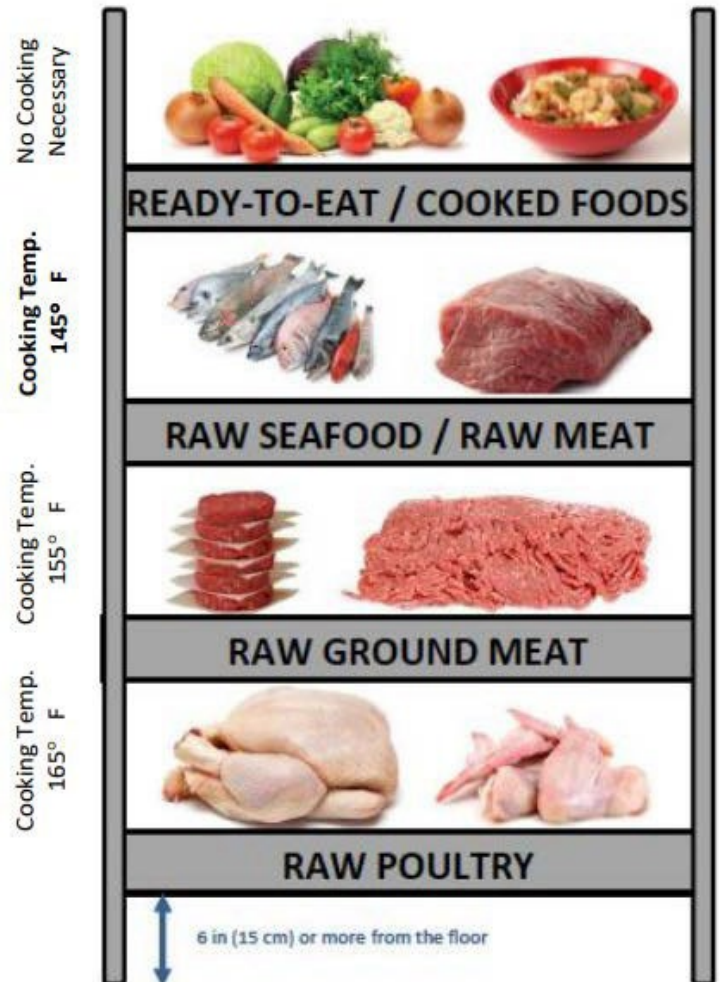 No Cooking
Necessary
READY-TO-EAT / COOKED FOODS
Cooking Temp.
145° F
RAW SEAFOOD / RAW MEAT
Cooking Temp.
155° F
RAW GROUND MEAT
Cooking Temp.
165° F
RAW POULTRY
6 in (15 cm) or more from the floor